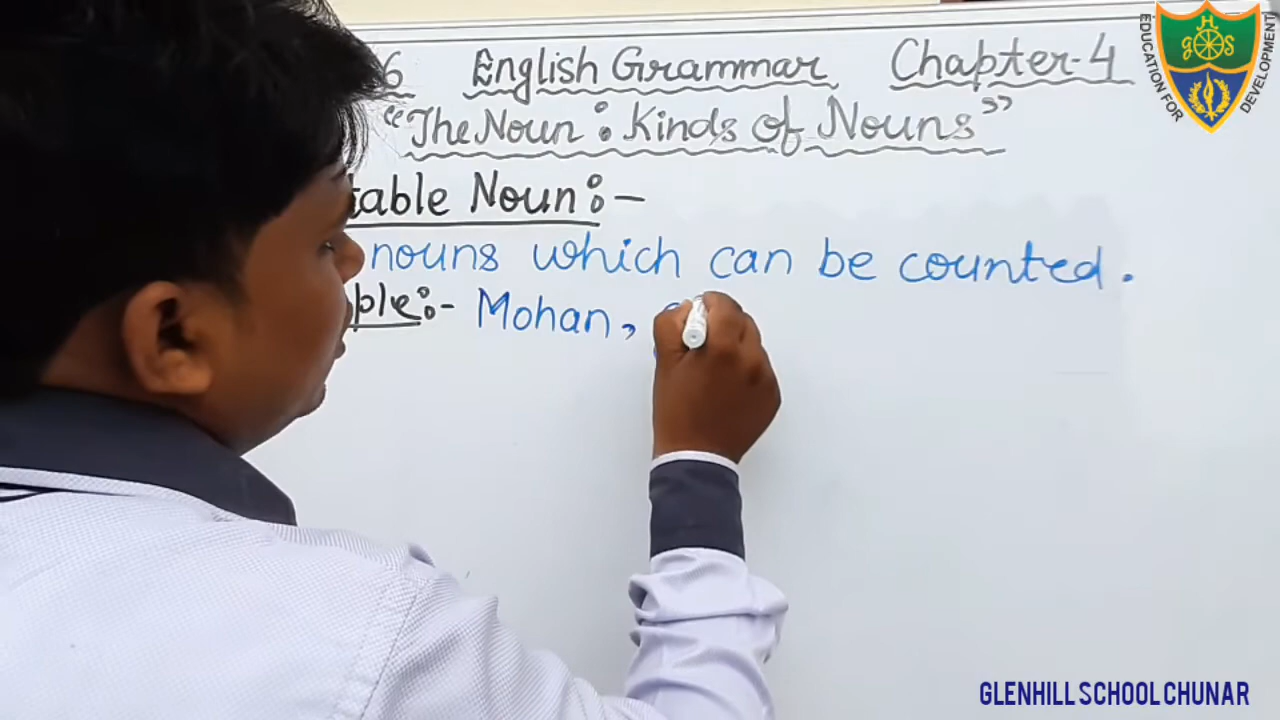 6 English Grammar Chapter-4
"The Noun : Kinds of Nouns"
table Noun :-
nouns which can be counted.
ple :- Mohan,
EDUCATION FOR DEVELOPMENT
H
g S
GLENHILL SCHOOL CHUNAR